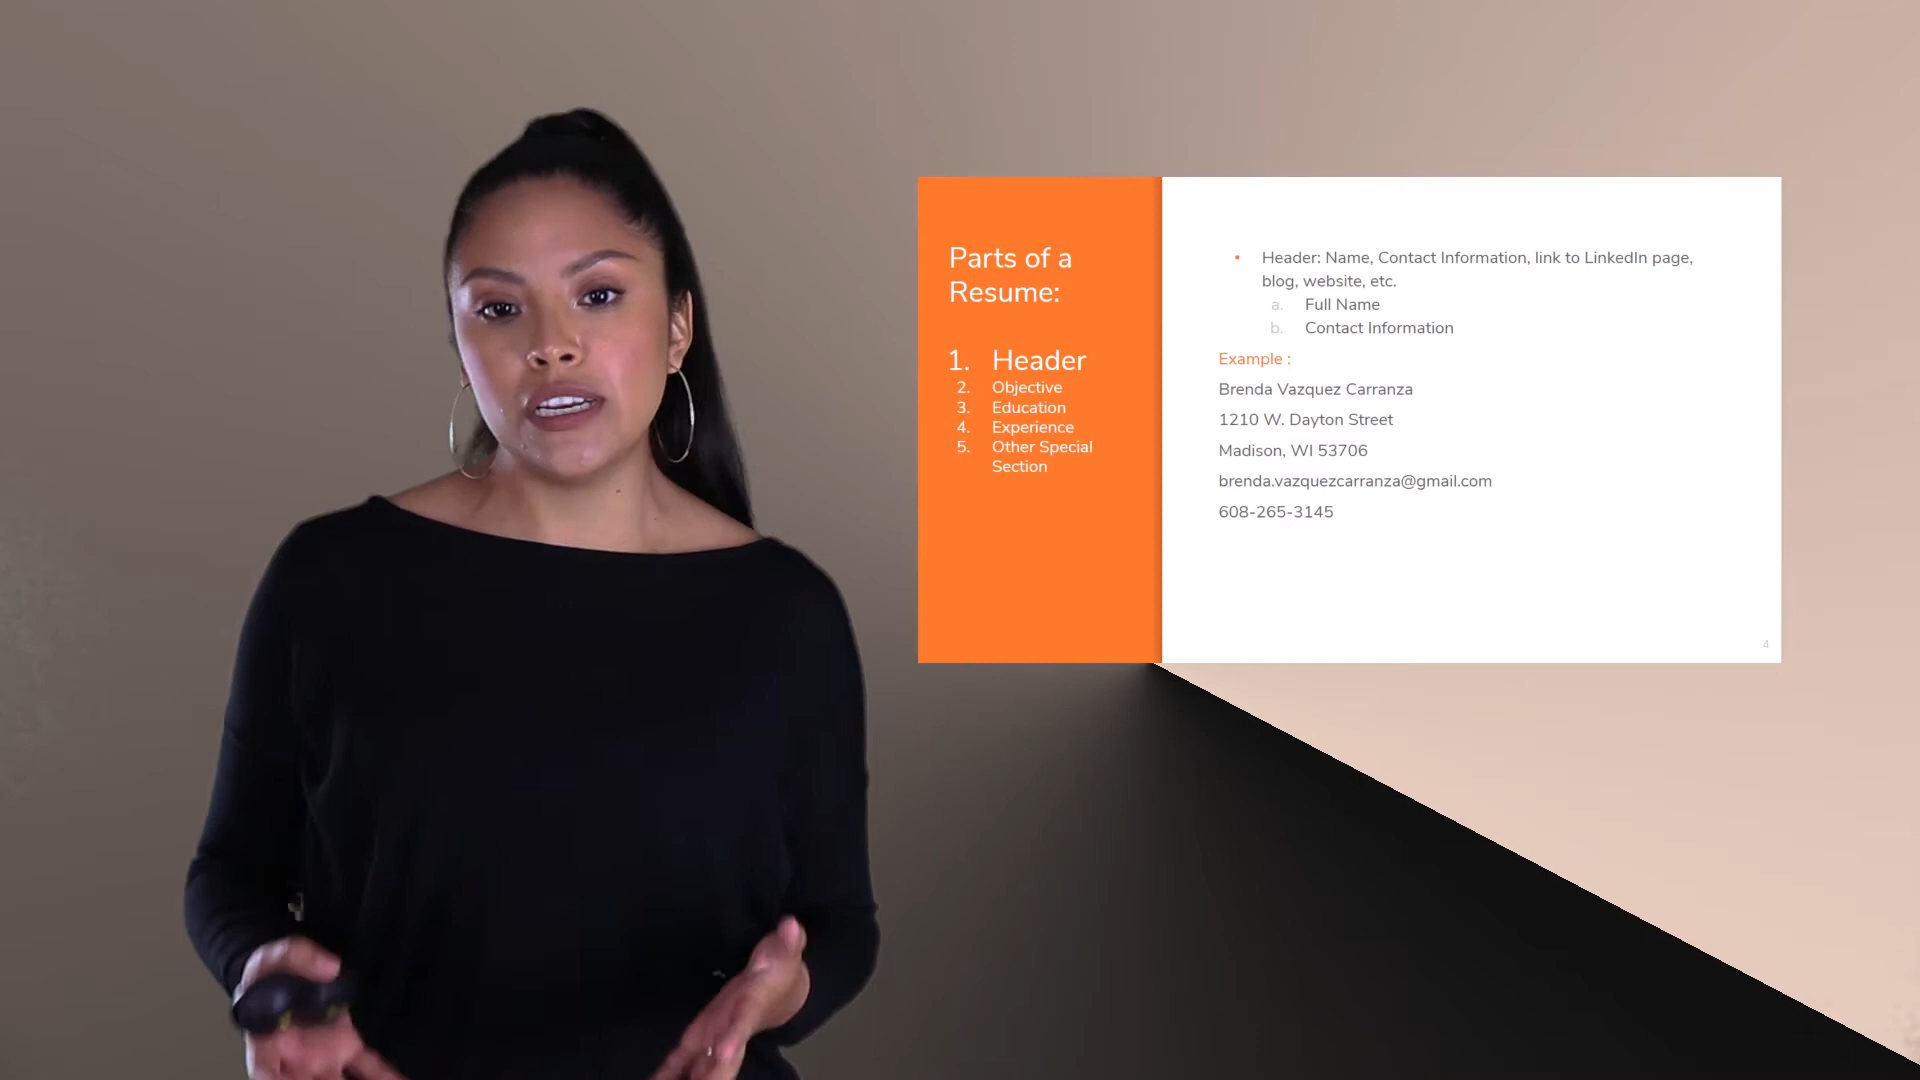 Parts of a
Resume:
1. Header
2. Objective
3. Education
4. Experience
5. Other Special
Section
▪ Header: Name, Contact Information, link to LinkedIn page,
blog, website, etc.
a. Full Name
b. Contact Information
Example :
Brenda Vazquez Carranza
1210 W. Dayton Street
Madison, WI 53706
brenda.vazquezcarranza@gmail.com
608-265-3145
4